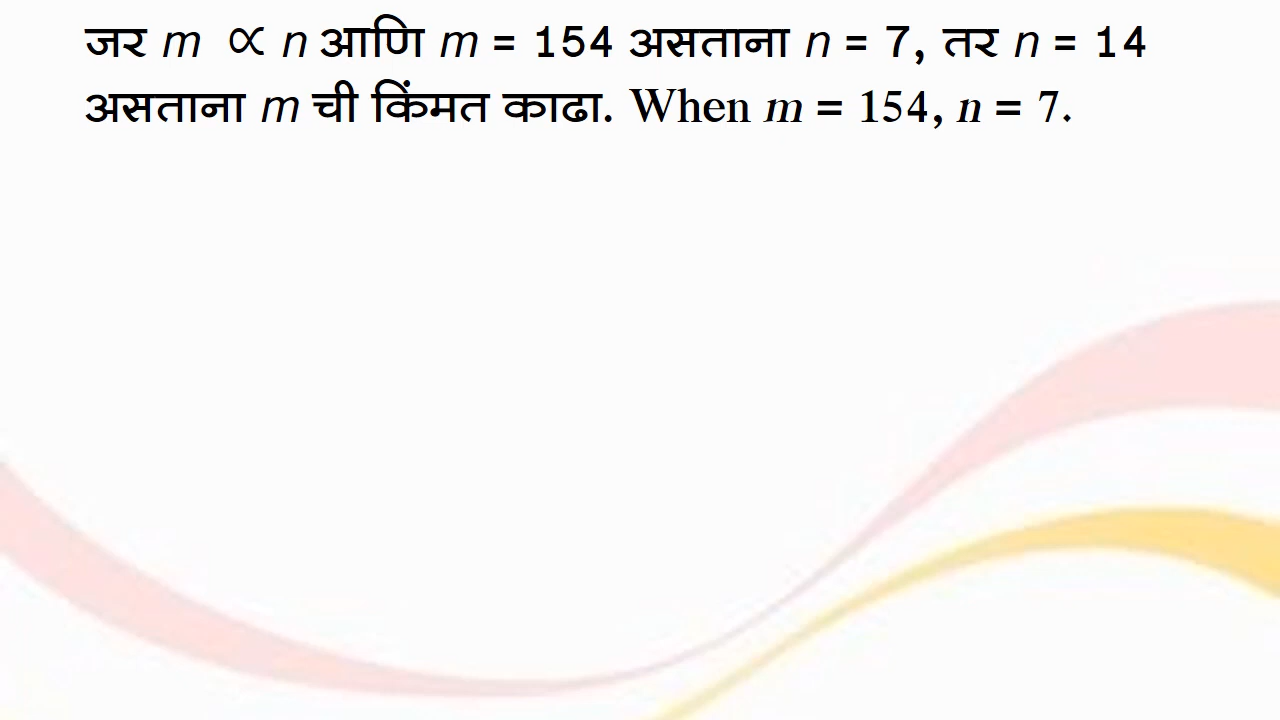 जर m ∝ n आणि m = 154 असताना n = 7, तर n = 14
असताना m ची किंमत काढा. When m = 154, n = 7.